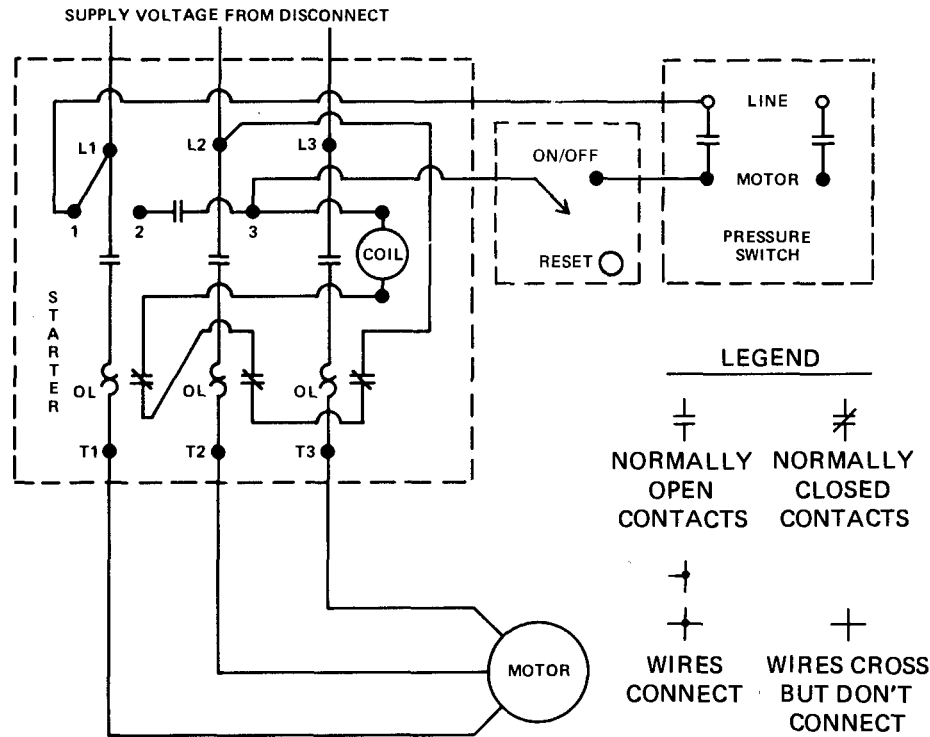 SUPPLY VOLTAGE FROM DISCONNECT
LINE
L1
L2
L3
ON/OFF
MOTOR
1
2
3
COIL
RESET
PRESSURE
SWITCH
STARTER
OL
OL
OL
T1
T2
T3
MOTOR
LEGEND
NORMALLY
OPEN
CONTACTS
NORMALLY
CLOSED
CONTACTS
WIRES
CONNECT
WIRES CROSS
BUT DON'T
CONNECT